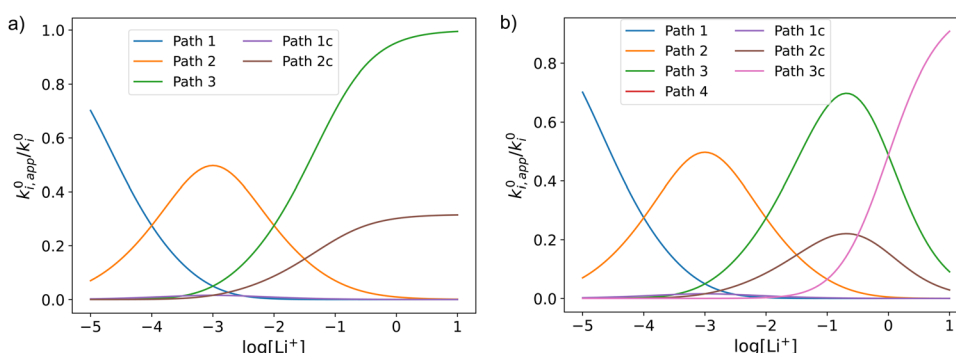 a)
k⁰ᵢ,app/k⁰ᵢ
1.0
0.8
0.6
0.4
0.2
0.0
Path 1
Path 2
Path 3
Path 1c
Path 2c
−5
−4
−3
−2
−1
0
1
log[Li⁺]
b)
k⁰ᵢ,app/k⁰ᵢ
0.8
0.6
0.4
0.2
0.0
Path 1
Path 2
Path 3
Path 4
Path 1c
Path 2c
Path 3c
−5
−4
−3
−2
−1
0
1
log[Li⁺]